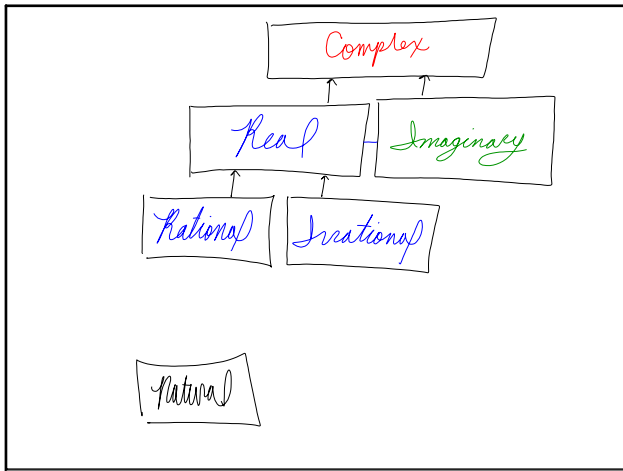 Complex
Real
Imaginary
Rational
Irrational
Natural